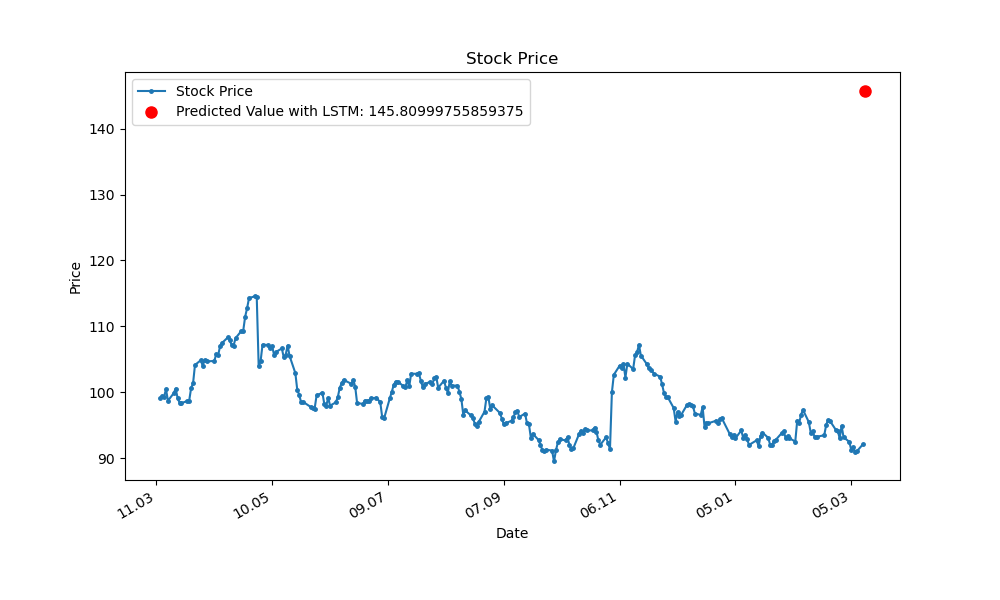 Stock Price
Stock Price
Predicted Value with LSTM: 145.80999755859375
140
130
120
110
100
90
Price
11.03
10.05
09.07
07.09
06.11
05.01
05.03
Date